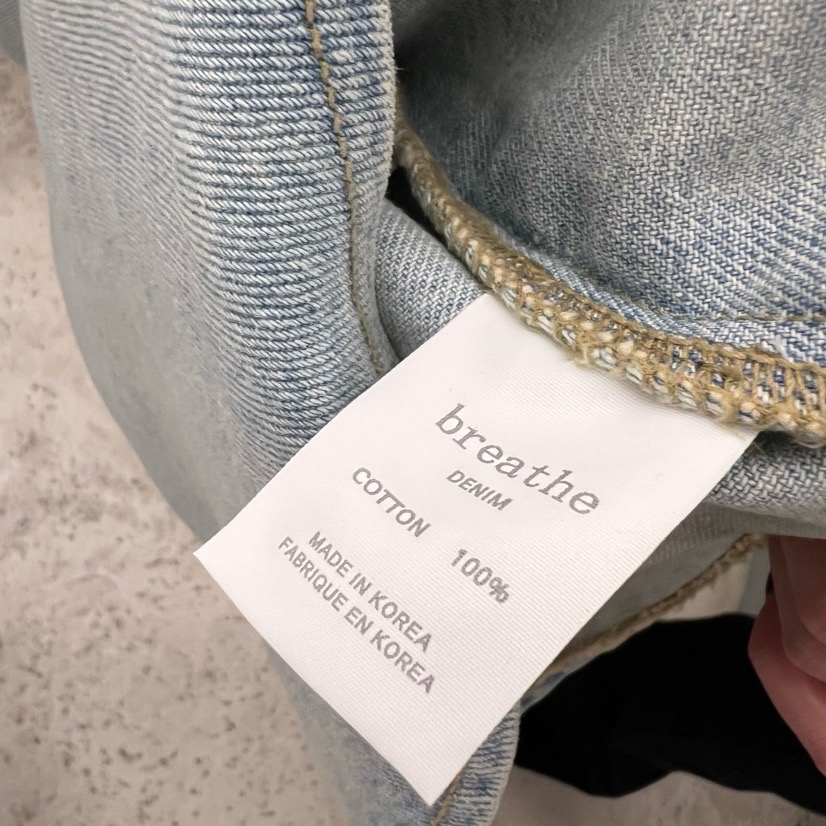 breathe
DENIM
COTTON 100%
MADE IN KOREA
FABRIQUE EN KOREA